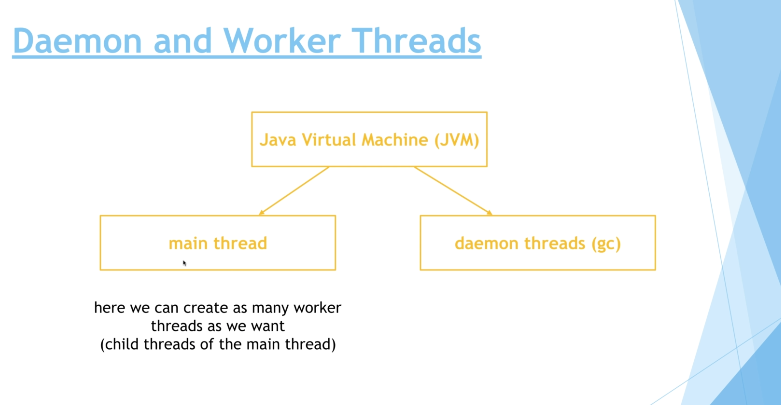 Daemon and Worker Threads
Java Virtual Machine (JVM)
main thread
daemon threads (gc)
here we can create as many worker
threads as we want
(child threads of the main thread)